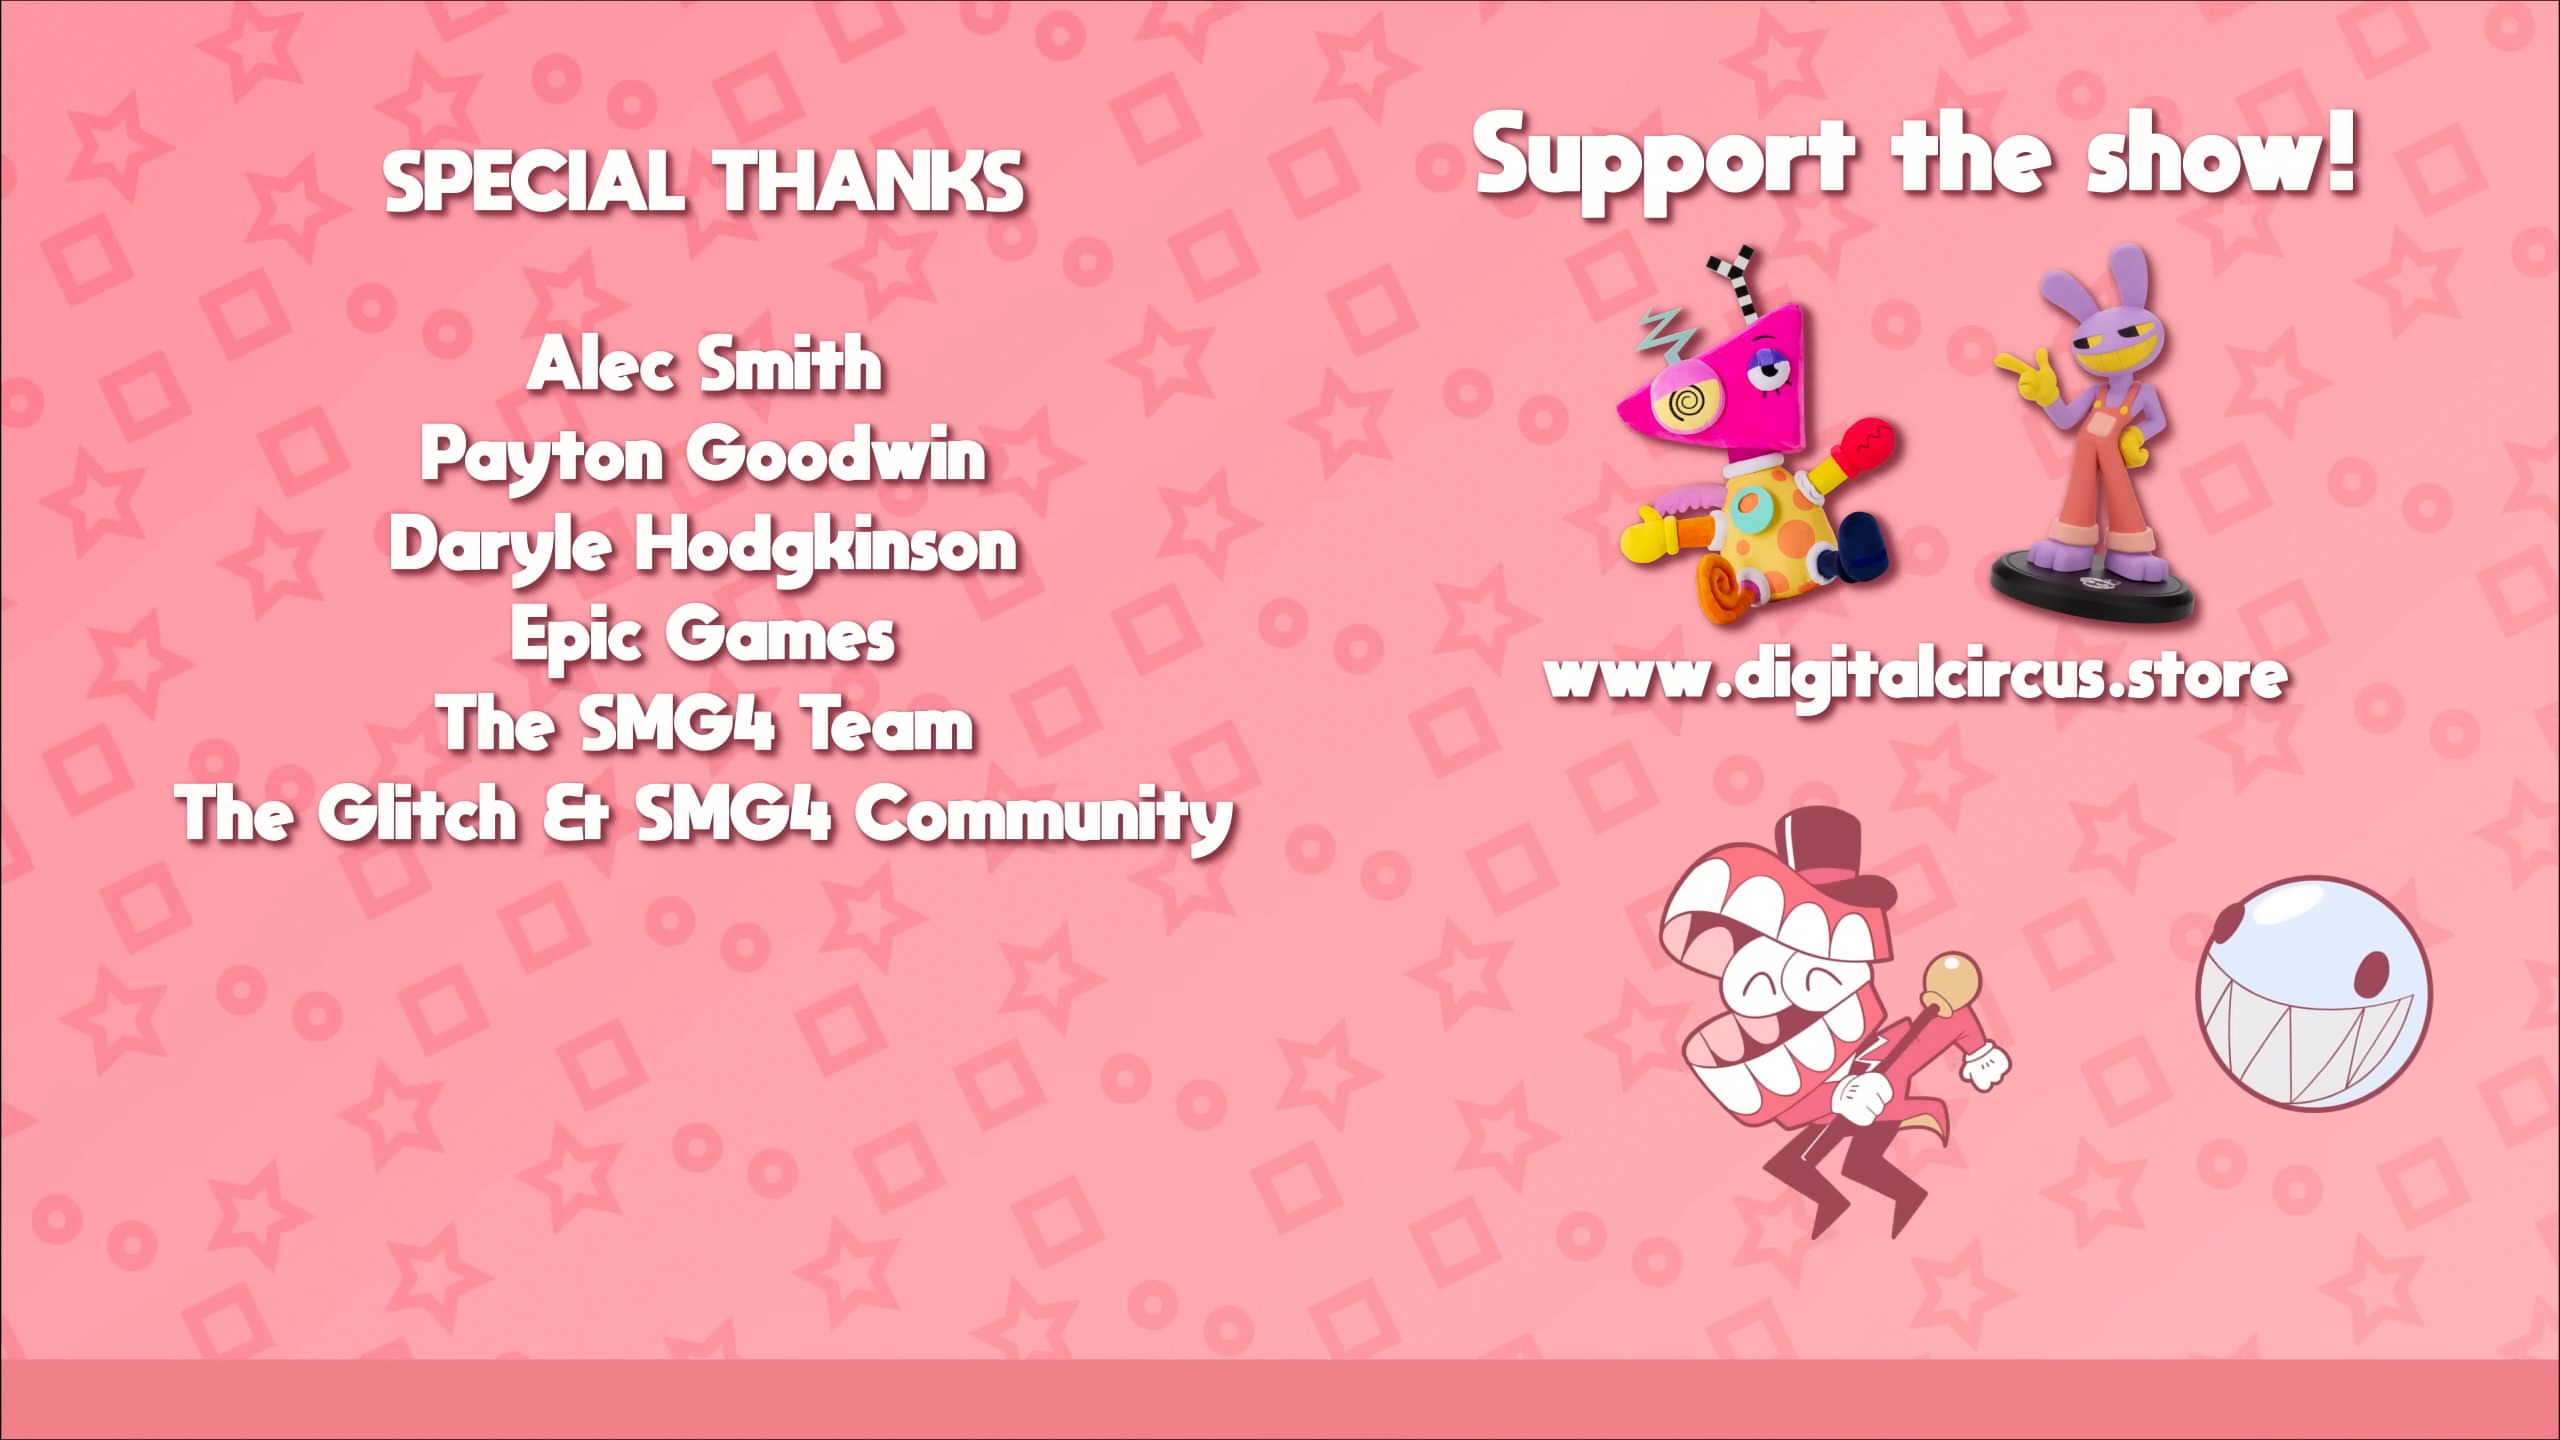 SPECIAL THANKS
Alec Smith
Payton Goodwin
Daryle Hodgkinson
Epic Games
The SMG4 Team
The Glitch & SMG4 Community
Support the show!
www.digitalcircus.store